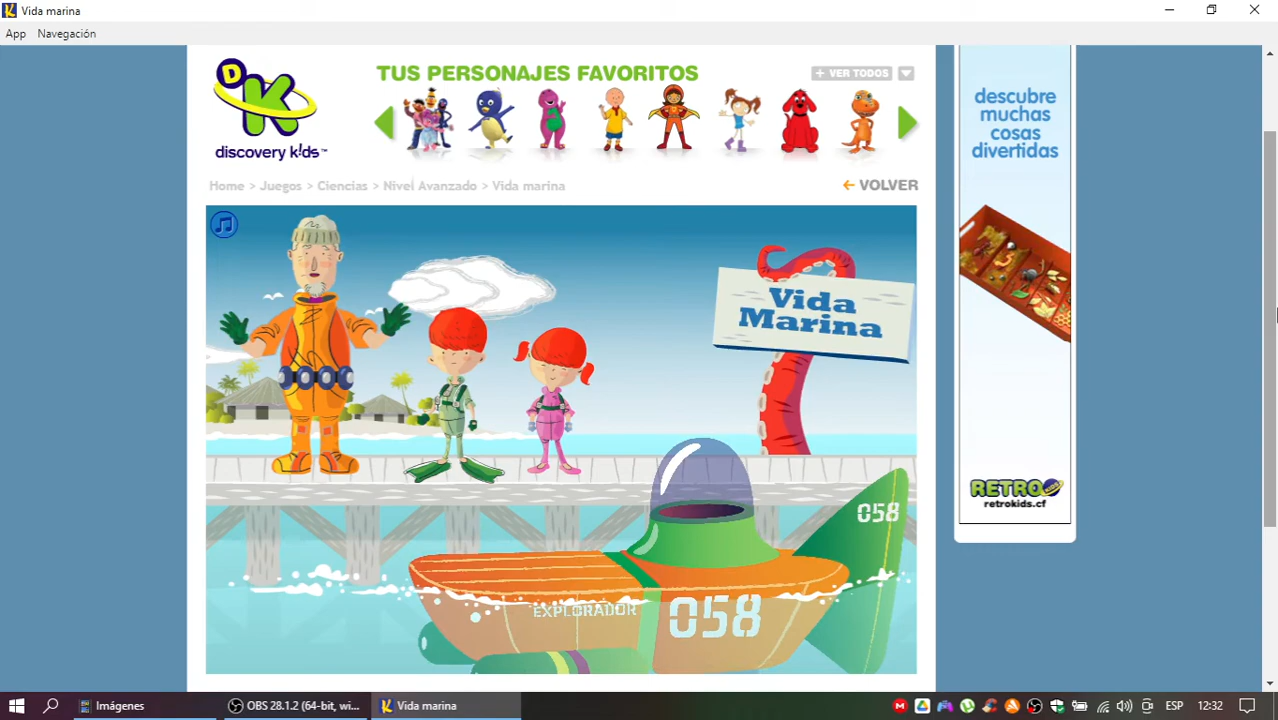 Vida marina
App Navegación
D
K
discovery k!ds™
TUS PERSONAJES FAVORITOS
+ VER TODOS
Home > Juegos > Ciencias > Nivel Avanzado > Vida marina
← VOLVER
Vida
Marina
058
EXPLORADOR
058
descubre
muchas
cosas
divertidas
RETRO
retrokids.cf
Imágenes
OBS 28.1.2 (64-bit, wi...
Vida marina
ESP
12:32